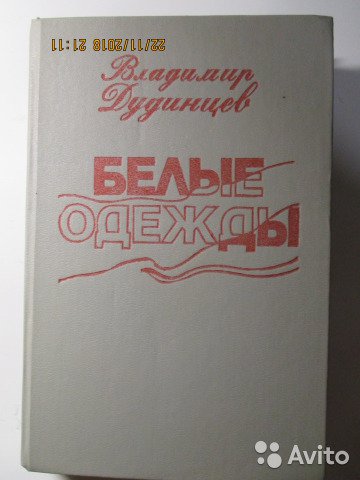 22/11/2018 21:11
Владимир
Дудинцев
БЕЛЫЕ
ОДЕЖДЫ
Avito